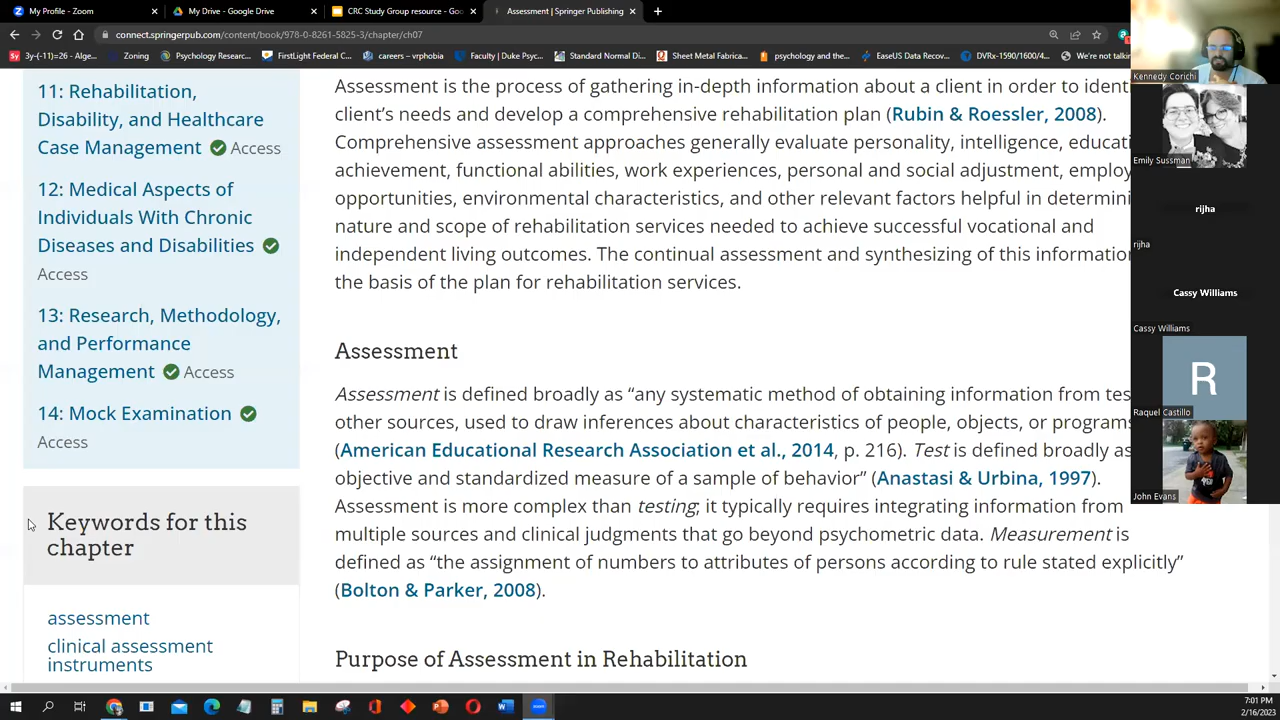 My Profile - Zoom
My Drive - Google Drive
CRC Study Group resource - Goo
Assessment | Springer Publishing
connect.springerpub.com/content/book/978-0-8261-5825-3/chapter/ch07
3y-(-11)=26 - Alge...
Zoning
Psychology Researc...
FirstLight Federal C...
careers – vrphobia
Faculty | Duke Psyc...
Standard Normal Di...
Sheet Metal Fabrica...
psychology and the...
EaseUS Data Recov...
DVRx-1590/1600/4...
We're not talki
11: Rehabilitation,
Disability, and Healthcare
Case Management Access
12: Medical Aspects of
Individuals With Chronic
Diseases and Disabilities
Access
13: Research, Methodology,
and Performance
Management Access
14: Mock Examination
Access
Keywords for this
chapter
assessment
clinical assessment
instruments
Assessment is the process of gathering in-depth information about a client in order to identi
client's needs and develop a comprehensive rehabilitation plan (Rubin & Roessler, 2008).
Comprehensive assessment approaches generally evaluate personality, intelligence, educati
achievement, functional abilities, work experiences, personal and social adjustment, employ
opportunities, environmental characteristics, and other relevant factors helpful in determini
nature and scope of rehabilitation services needed to achieve successful vocational and
independent living outcomes. The continual assessment and synthesizing of this information
the basis of the plan for rehabilitation services.
Assessment
Assessment is defined broadly as “any systematic method of obtaining information from tes
other sources, used to draw inferences about characteristics of people, objects, or programs
(American Educational Research Association et al., 2014, p. 216). Test is defined broadly as
objective and standardized measure of a sample of behavior” (Anastasi & Urbina, 1997).
Assessment is more complex than testing; it typically requires integrating information from
multiple sources and clinical judgments that go beyond psychometric data. Measurement is
defined as “the assignment of numbers to attributes of persons according to rule stated explicitly”
(Bolton & Parker, 2008).
Purpose of Assessment in Rehabilitation
Kennedy Corichi
Emily Sussman
rijha
rijha
Cassy Williams
Cassy Williams
R
Raquel Castillo
John Evans
7:01 PM
2/16/2023